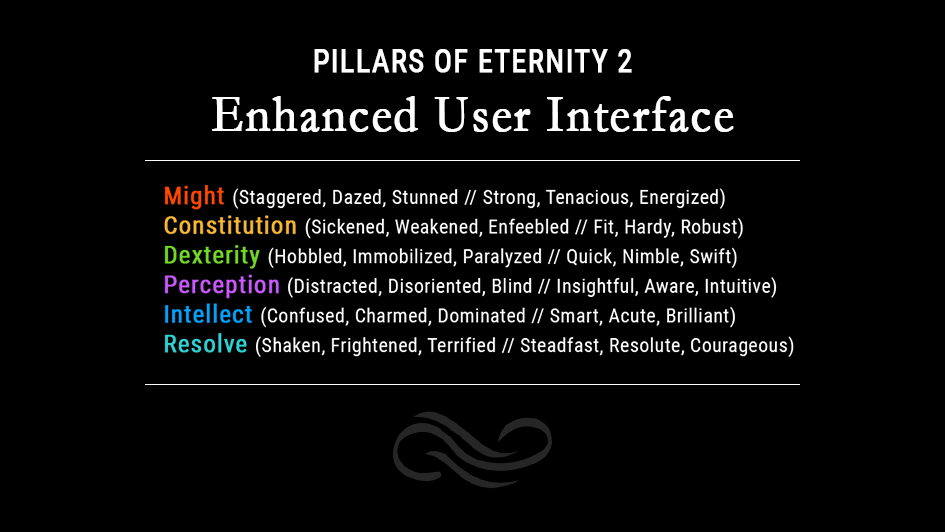 PILLARS OF ETERNITY 2
Enhanced User Interface
Might (Staggered, Dazed, Stunned // Strong, Tenacious, Energized)
Constitution (Sickened, Weakened, Enfeebled // Fit, Hardy, Robust)
Dexterity (Hobbled, Immobilized, Paralyzed // Quick, Nimble, Swift)
Perception (Distracted, Disoriented, Blind // Insightful, Aware, Intuitive)
Intellect (Confused, Charmed, Dominated // Smart, Acute, Brilliant)
Resolve (Shaken, Frightened, Terrified // Steadfast, Resolute, Courageous)